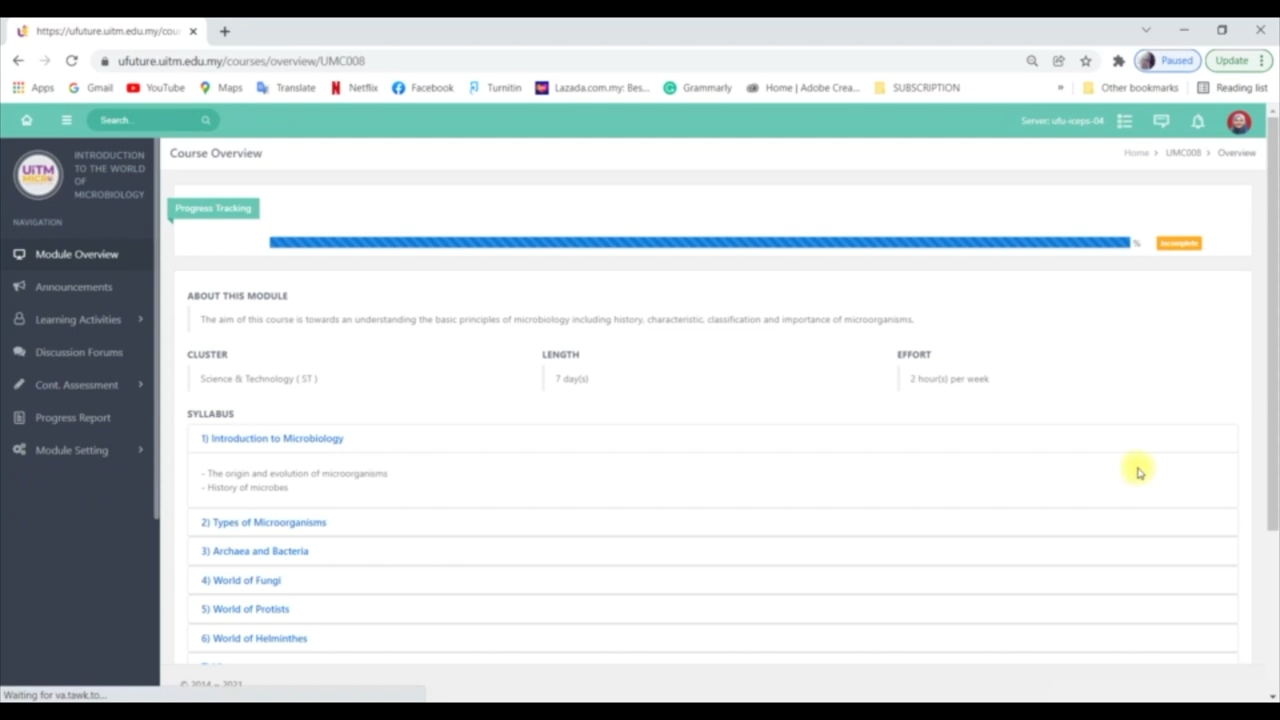 https://ufuture.uitm.edu.my/cou
ufuture.uitm.edu.my/courses/overview/UMC008
Paused
Update
Apps
Gmail
YouTube
Maps
Translate
Netflix
Facebook
Turnitin
Lazada.com.my: Bes...
Grammarly
Home | Adobe Crea...
SUBSCRIPTION
»
Other bookmarks
Reading list
Search...
Server: ufu-iceps-04
UiTM
INTRODUCTION
TO THE WORLD
OF
MICROBIOLOGY
Course Overview
Home > UMC008 > Overview
NAVIGATION
Module Overview
Announcements
Learning Activities
Discussion Forums
Cont. Assessment
Progress Report
Module Setting
Progress Tracking
%
Incomplete
ABOUT THIS MODULE
The aim of this course is towards an understanding the basic principles of microbiology including history, characteristic, classification and importance of microorganisms.
CLUSTER
LENGTH
EFFORT
Science & Technology ( ST )
7 day(s)
2 hour(s) per week
SYLLABUS
1) Introduction to Microbiology
- The origin and evolution of microorganisms
- History of microbes
2) Types of Microorganisms
3) Archaea and Bacteria
4) World of Fungi
5) World of Protists
6) World of Helminthes
© 2014 - 2021
Waiting for va.tawk.to...